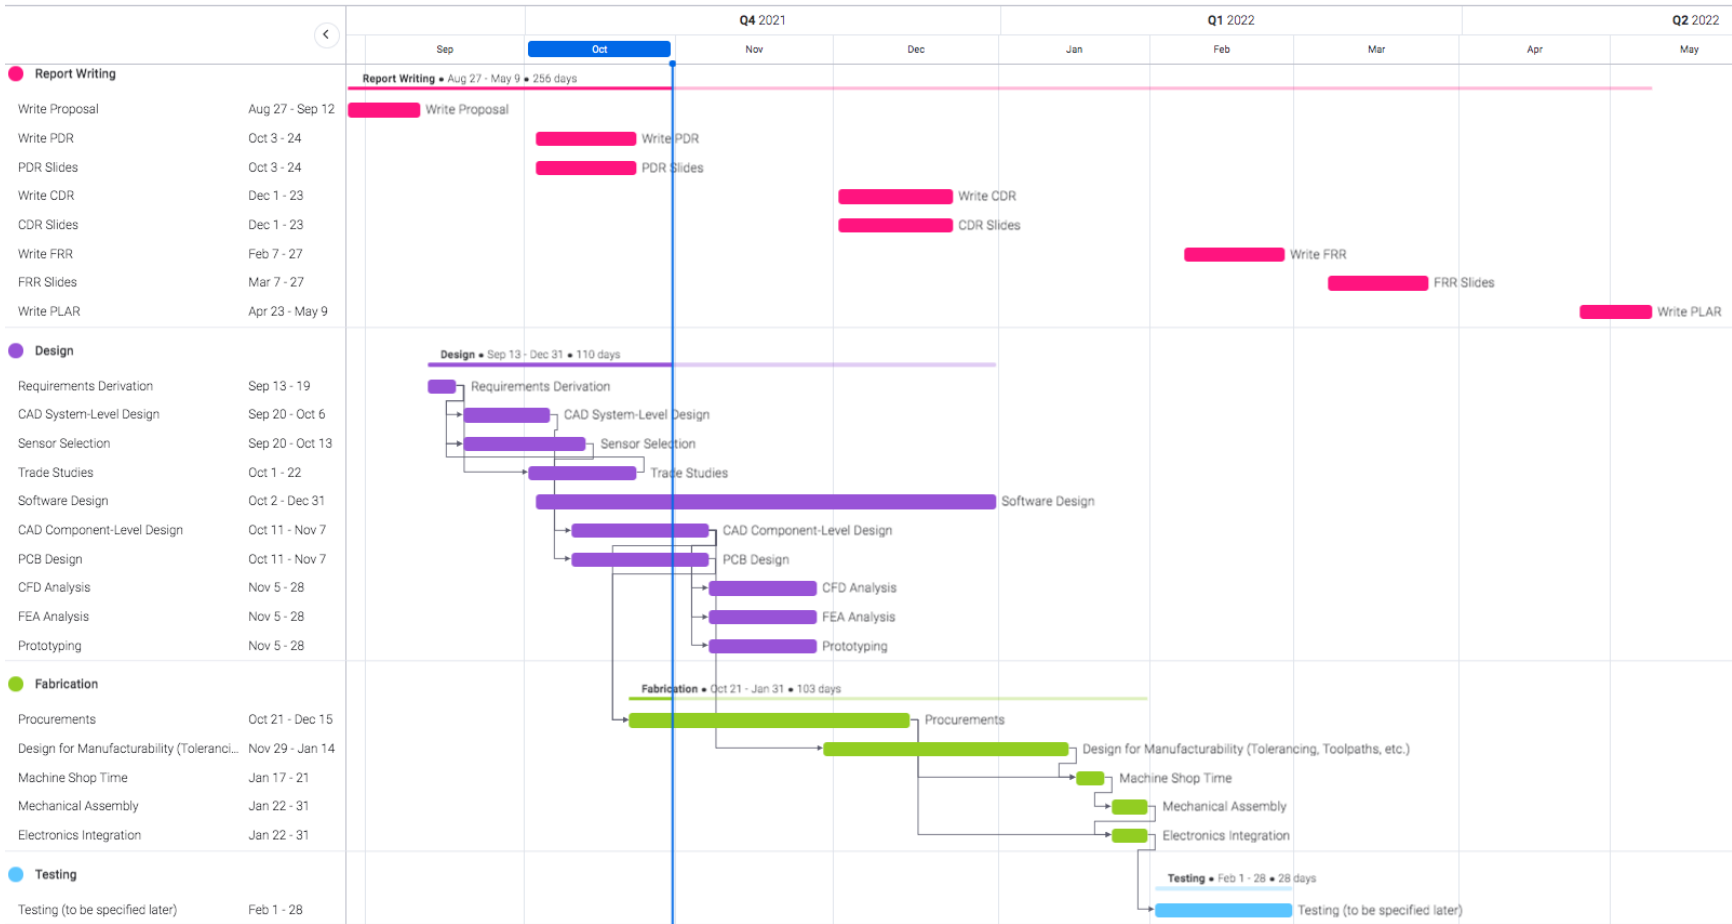 Q4 2021 Q1 2022 Q2 2022
Sep Oct Nov Dec Jan Feb Mar Apr May
Report Writing Report Writing • Aug 27 - May 9 • 256 days
Write Proposal Aug 27 - Sep 12 Write Proposal
Write PDR Oct 3 - 24 Write PDR
PDR Slides Oct 3 - 24 PDR Slides
Write CDR Dec 1 - 23 Write CDR
CDR Slides Dec 1 - 23 CDR Slides
Write FRR Feb 7 - 27 Write FRR
FRR Slides Mar 7 - 27 FRR Slides
Write PLAR Apr 23 - May 9 Write PLAR
Design Design • Sep 13 - Dec 31 • 110 days
Requirements Derivation Sep 13 - 19 Requirements Derivation
CAD System-Level Design Sep 20 - Oct 6 CAD System-Level Design
Sensor Selection Sep 20 - Oct 13 Sensor Selection
Trade Studies Oct 1 - 22 Trade Studies
Software Design Oct 2 - Dec 31 Software Design
CAD Component-Level Design Oct 11 - Nov 7 CAD Component-Level Design
PCB Design Oct 11 - Nov 7 PCB Design
CFD Analysis Nov 5 - 28 CFD Analysis
FEA Analysis Nov 5 - 28 FEA Analysis
Prototyping Nov 5 - 28 Prototyping
Fabrication Fabrication • Oct 21 - Jan 31 • 103 days
Procurements Oct 21 - Dec 15 Procurements
Design for Manufacturability (Toleranci... Nov 29 - Jan 14 Design for Manufacturability (Tolerancing, Toolpaths, etc.)
Machine Shop Time Jan 17 - 21 Machine Shop Time
Mechanical Assembly Jan 22 - 31 Mechanical Assembly
Electronics Integration Jan 22 - 31 Electronics Integration
Testing Testing • Feb 1 - 28 • 28 days
Testing (to be specified later) Feb 1 - 28 Testing (to be specified later)